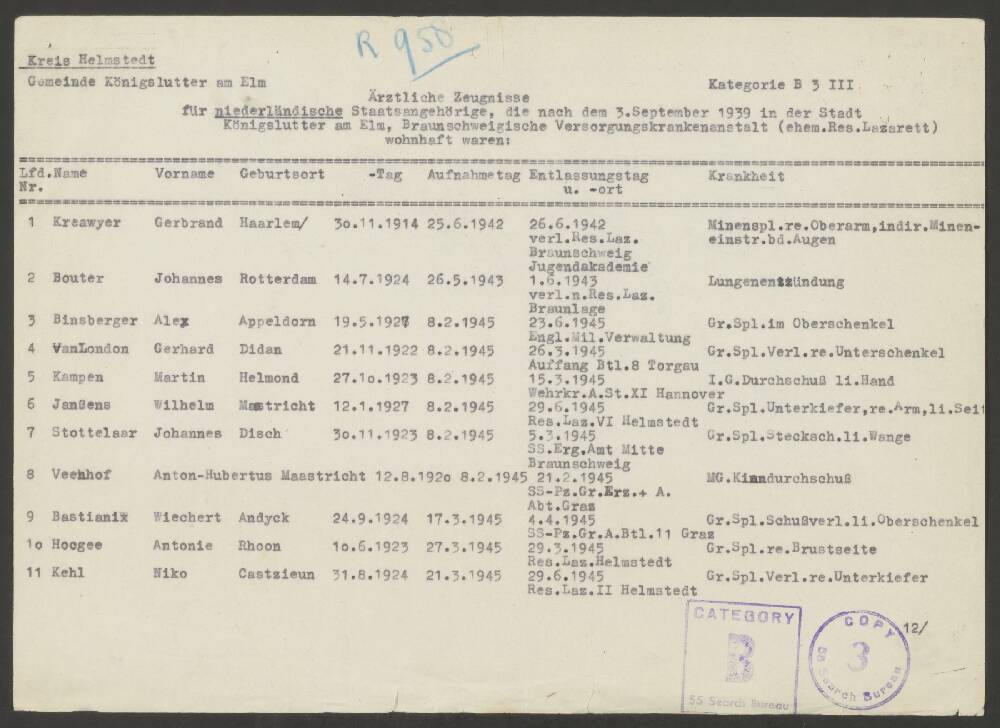 R 950
Kreis Helmstedt
Gemeinde Königslutter am Elm Kategorie B 3 III
Ärztliche Zeugnisse
für niederländische Staatsangehörige, die nach dem 3.September 1939 in der Stadt
Königslutter am Elm, Braunschweigische Versorgungskrankenanstalt (ehem.Res.Lazarett)
wohnhaft waren:
Lfd.Name Vorname Geburtsort -Tag Aufnahmetag Entlassungstag Krankheit
Nr. u. -ort
1 Kreawyer Gerbrand Haarlem/ 3o.11.1914 25.6.1942 26.6.1942 Minenspl.re.Oberarm,indir.Minen-
verl.Res.Laz. einstr.bd.Augen
Braunschweig
Jugendakademie
2 Bouter Johannes Rotterdam 14.7.1924 26.5.1943 1.6.1943 Lungenentzündung
verl.n.Res.Laz.
Braunlage
3 Binsberger Alex Appeldorn 19.5.1927 8.2.1945 23.6.1945 Gr.Spl.im Oberschenkel
Engl.Mil.Verwaltung
4 VanLondon Gerhard Didan 21.11.1922 8.2.1945 26.3.1945 Gr.Spl.Verl.re.Unterschenkel
Auffang Btl.8 Torgau
5 Kampen Martin Helmond 27.1o.1923 8.2.1945 15.3.1945 I.G.Durchschuß li.Hand
Wehrkr.A.St.XI Hannover
6 Janßens Wilhelm Mastricht 12.1.1927 8.2.1945 29.6.1945 Gr.Spl.Unterkiefer,re.Arm,li.Seit
Res.Laz.VI Helmstedt
7 Stottelaar Johannes Disch 3o.11.1923 8.2.1945 5.3.1945 Gr.Spl.Stecksch.li.Wange
SS.Erg.Amt Mitte
Braunschweig
8 Veenhof Anton-Hubertus Maastricht 12.8.192o 8.2.1945 21.2.1945 MG.Kinndurchschuß
SS-Pz.Gr.Erz.+ A.
Abt.Graz
9 Bastianix Wiechert Andyck 24.9.1924 17.3.1945 4.4.1945 Gr.Spl.Schußverl.li.Oberschenkel
SS-Pz.Gr.A.Btl.11 Graz
1o Hoogee Antonie Rhoon 1o.6.1923 27.3.1945 29.3.1945 Gr.Spl.re.Brustseite
Res.Laz.Helmstedt
11 Kehl Niko Castzieun 31.8.1924 21.3.1945 29.6.1945 Gr.Spl.Verl.re.Unterkiefer
Res.Laz.II Helmstedt
CATEGORY
B
SS Search Bureau
COPY
3
SS Search Bureau
12/